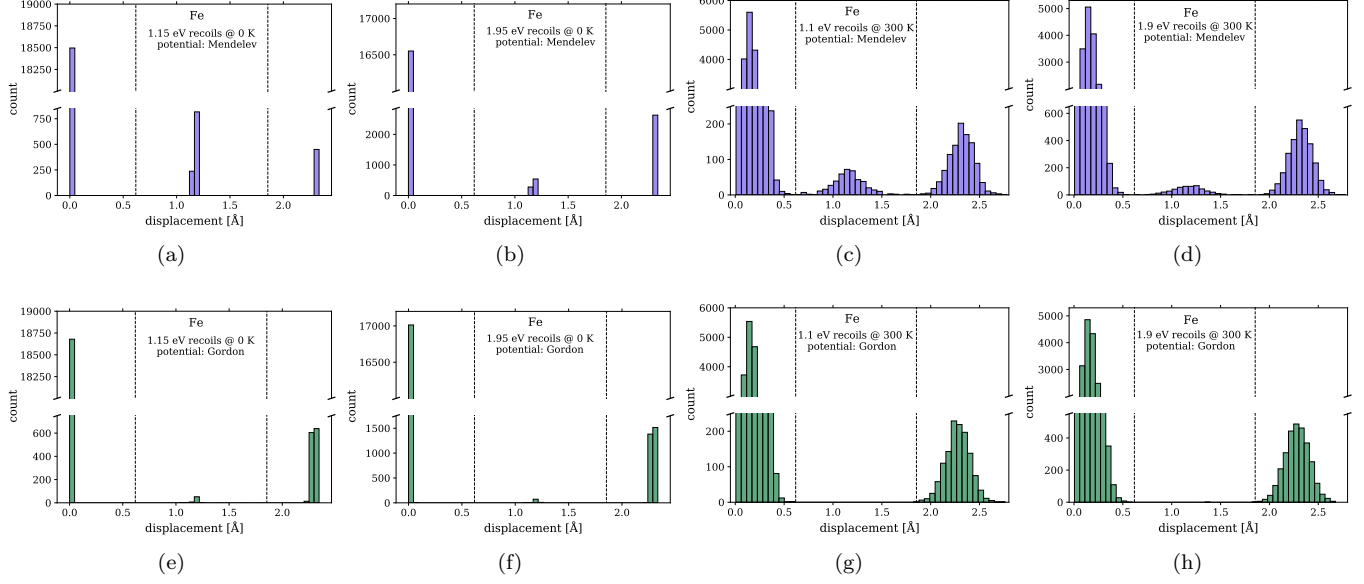 19000
18750
18500
18250
750
500
250
0
count
Fe
1.15 eV recoils @ 0 K
potential: Mendelev
0.0 0.5 1.0 1.5 2.0
displacement [Å]
(a)
17000
16500
2000
1000
0
count
Fe
1.95 eV recoils @ 0 K
potential: Mendelev
0.0 0.5 1.0 1.5 2.0
displacement [Å]
(b)
6000
5000
4000
200
100
0
count
Fe
1.1 eV recoils @ 300 K
potential: Mendelev
0.0 0.5 1.0 1.5 2.0 2.5
displacement [Å]
(c)
5000
4000
3000
600
400
200
0
count
Fe
1.9 eV recoils @ 300 K
potential: Mendelev
0.0 0.5 1.0 1.5 2.0 2.5
displacement [Å]
(d)
19000
18750
18500
18250
600
400
200
0
count
Fe
1.15 eV recoils @ 0 K
potential: Gordon
0.0 0.5 1.0 1.5 2.0
displacement [Å]
(e)
17000
16500
1500
1000
500
0
count
Fe
1.95 eV recoils @ 0 K
potential: Gordon
0.0 0.5 1.0 1.5 2.0
displacement [Å]
(f)
6000
5000
4000
200
100
0
count
Fe
1.1 eV recoils @ 300 K
potential: Gordon
0.0 0.5 1.0 1.5 2.0 2.5
displacement [Å]
(g)
5000
4000
3000
2000
400
200
0
count
Fe
1.9 eV recoils @ 300 K
potential: Gordon
0.0 0.5 1.0 1.5 2.0 2.5
displacement [Å]
(h)